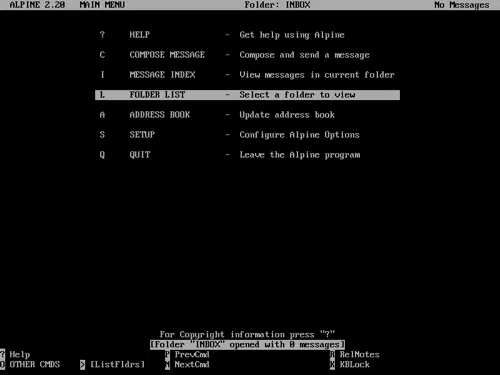 ALPINE 2.20 MAIN MENU Folder: INBOX No Messages
? HELP - Get help using Alpine
C COMPOSE MESSAGE - Compose and send a message
I MESSAGE INDEX - View messages in current folder
L FOLDER LIST - Select a folder to view
A ADDRESS BOOK - Update address book
S SETUP - Configure Alpine Options
Q QUIT - Leave the Alpine program
For Copyright information press "?"
[Folder "INBOX" opened with 0 messages]
? Help P PrevCmd R RelNotes
O OTHER CMDS > [ListFldrs] N NextCmd K KBLock